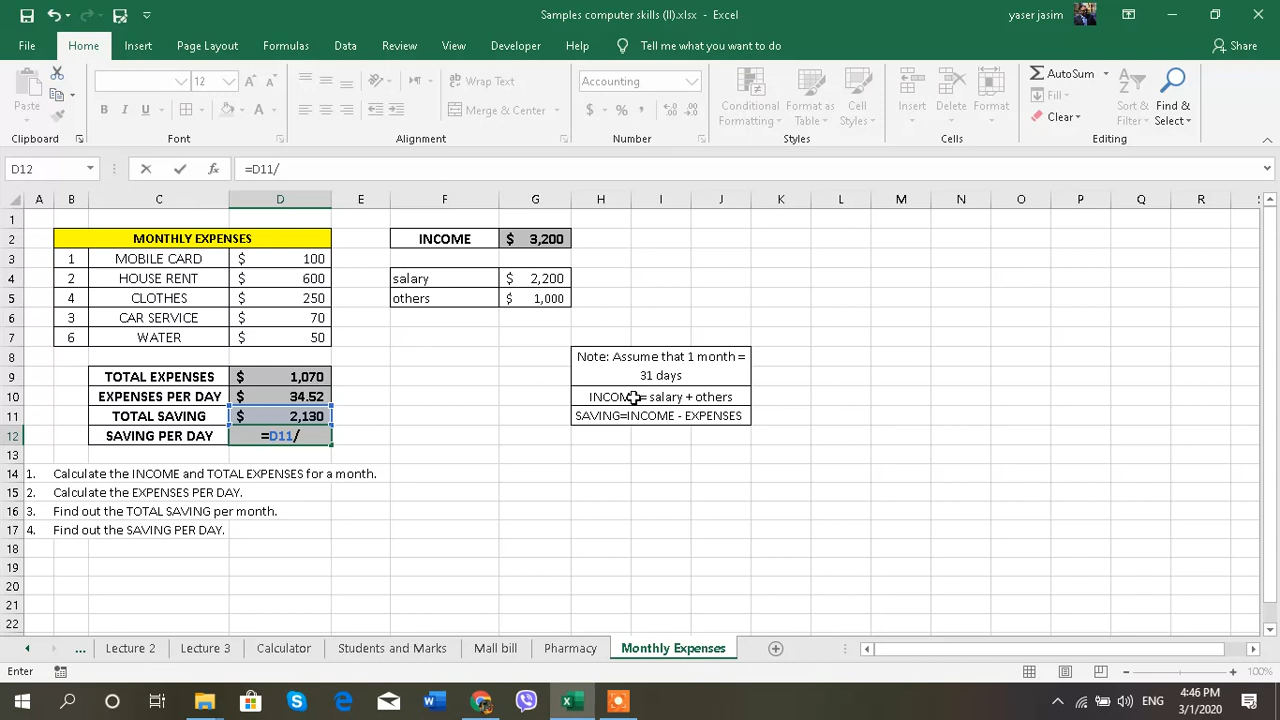 Samples computer skills (II).xlsx - Excel
yaser jasim
File Home Insert Page Layout Formulas Data Review View Developer Help Tell me what you want to do Share
Paste
12
Wrap Text
Merge & Center
Accounting
$ % ,
Conditional Formatting
Format Table
Cell Styles
Insert Delete Format
AutoSum
Fill
Clear
Sort & Filter
Find & Select
Clipboard Font Alignment Number Styles Cells Editing
D12 fx =D11/
A B C D E F G H I J K L M N O P Q R
1
2 MONTHLY EXPENSES INCOME $ 3,200
3 1 MOBILE CARD $ 100
4 2 HOUSE RENT $ 600 salary $ 2,200
5 4 CLOTHES $ 250 others $ 1,000
6 3 CAR SERVICE $ 70
7 6 WATER $ 50
8 Note: Assume that 1 month =
9 TOTAL EXPENSES $ 1,070 31 days
10 EXPENSES PER DAY $ 34.52 INCOME= salary + others
11 TOTAL SAVING $ 2,130 SAVING=INCOME - EXPENSES
12 SAVING PER DAY =D11/
13
14 1. Calculate the INCOME and TOTAL EXPENSES for a month.
15 2. Calculate the EXPENSES PER DAY.
16 3. Find out the TOTAL SAVING per month.
17 4. Find out the SAVING PER DAY.
18
19
20
21
22
... Lecture 2 Lecture 3 Calculator Students and Marks Mall bill Pharmacy Monthly Expenses
Enter 100%
ENG 4:46 PM
3/1/2020